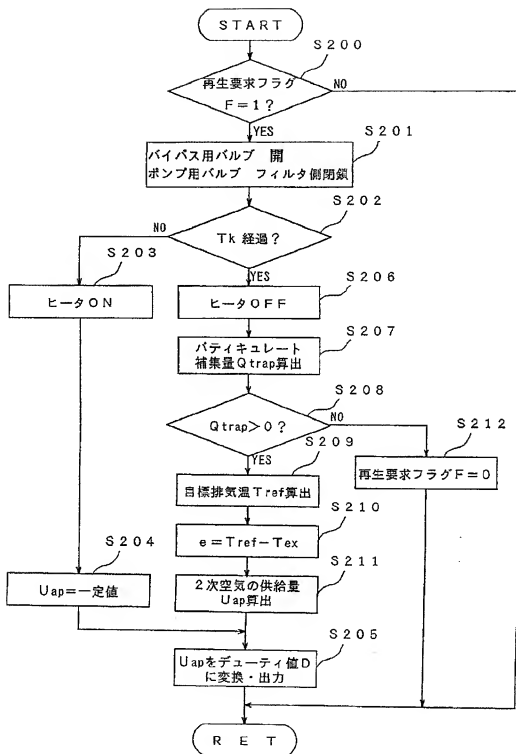 START
S200
再生要求フラグ
F=1?
NO
YES
S201
バイパス用バルブ 開
ポンプ用バルブ フィルタ側閉鎖
S202
NO
Tk経過?
S203
YES
S206
ヒータON
ヒータOFF
S207
パティキュレート
補集量Qtrap算出
S208
Qtrap>0?
NO
S212
YES
S209
目標排気温Tref算出
再生要求フラグF=0
S210
e=Tref-Tex
S204
S211
Uap=一定値
2次空気の供給量
Uap算出
S205
Uapをデューティ値D
に変換・出力
RET